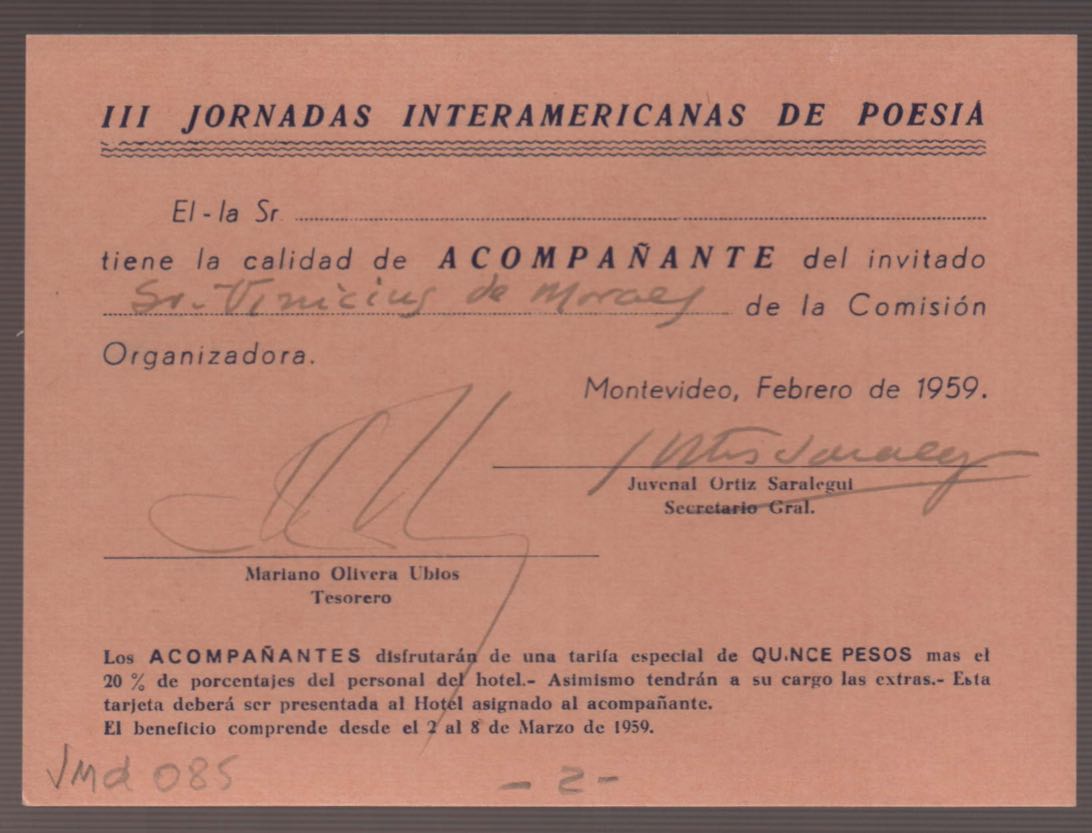 III JORNADAS INTERAMERICANAS DE POESIA
El-la Sr.
tiene la calidad de ACOMPAÑANTE del invitado
Sr. Vinicius de Moraes de la Comisión
Organizadora.
Montevideo, Febrero de 1959.
Juvenal Ortiz Saralegui
Secretario Gral.
Mariano Olivera Ubios
Tesorero
Los ACOMPAÑANTES disfrutarán de una tarifa especial de QUINCE PESOS mas el
20 % de porcentajes del personal del hotel.- Asimismo tendrán a su cargo las extras.- Esta
tarjeta deberá ser presentada al Hotel asignado al acompañante.
El beneficio comprende desde el 2 al 8 de Marzo de 1959.
VMd 085
- 2 -